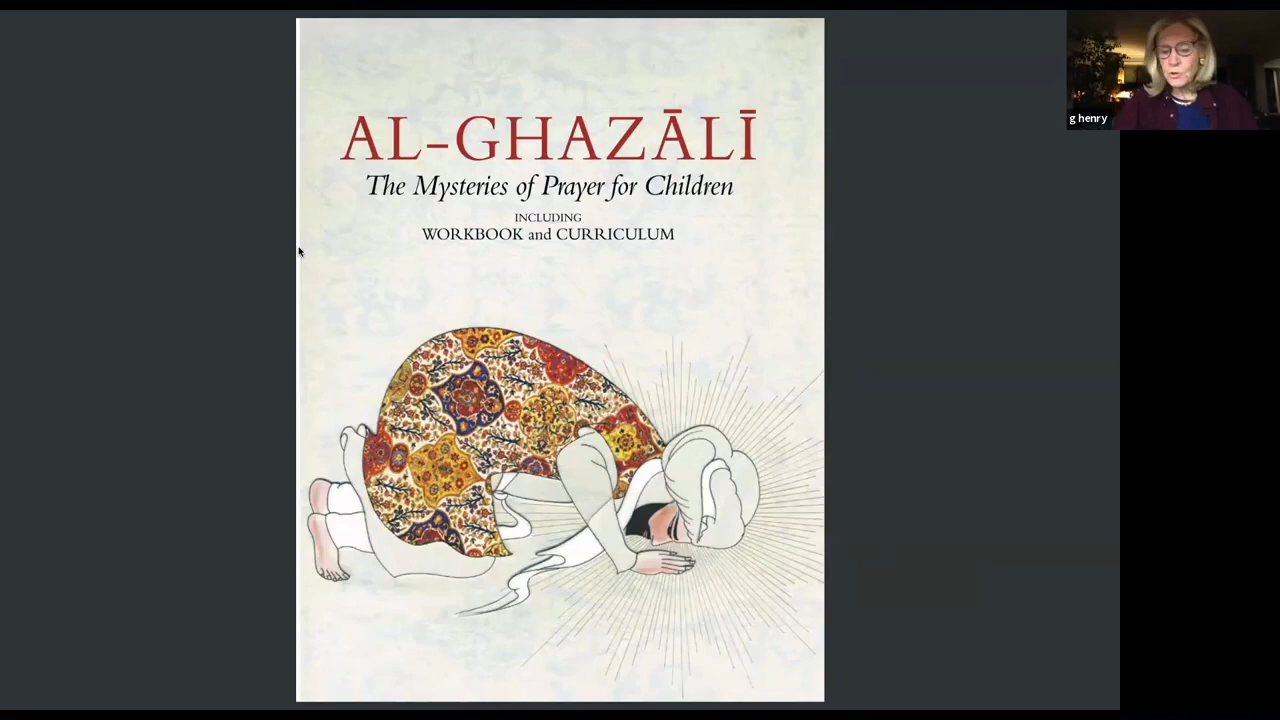 AL-GHAZĀLĪ
The Mysteries of Prayer for Children
INCLUDING
WORKBOOK and CURRICULUM
g henry